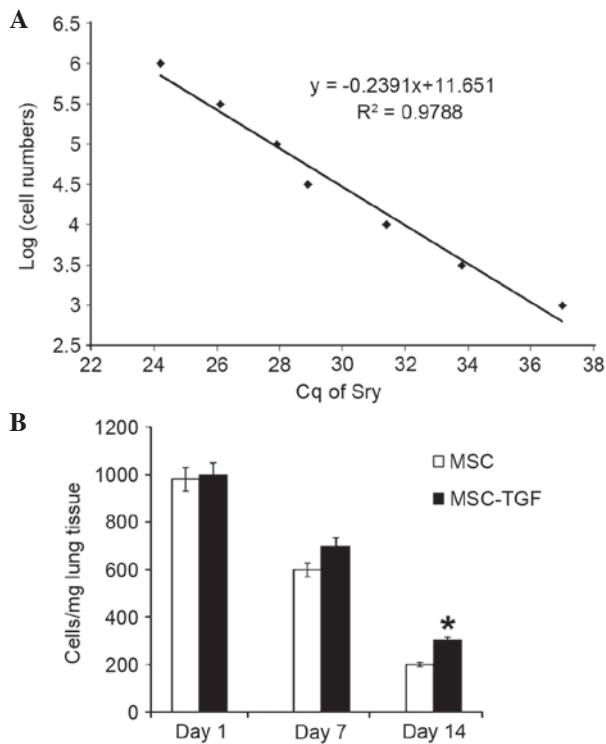 A
y = -0.2391x+11.651
R² = 0.9788
Log (cell numbers)
6
5.5
5
4.5
4
3.5
3
2.5
22 24 26 28 30 32 34 36 38
Cq of Sry
B
Cells/mg lung tissue
1200
1000
800
600
400
200
0
MSC
MSC-TGF
*
Day 1 Day 7 Day 14